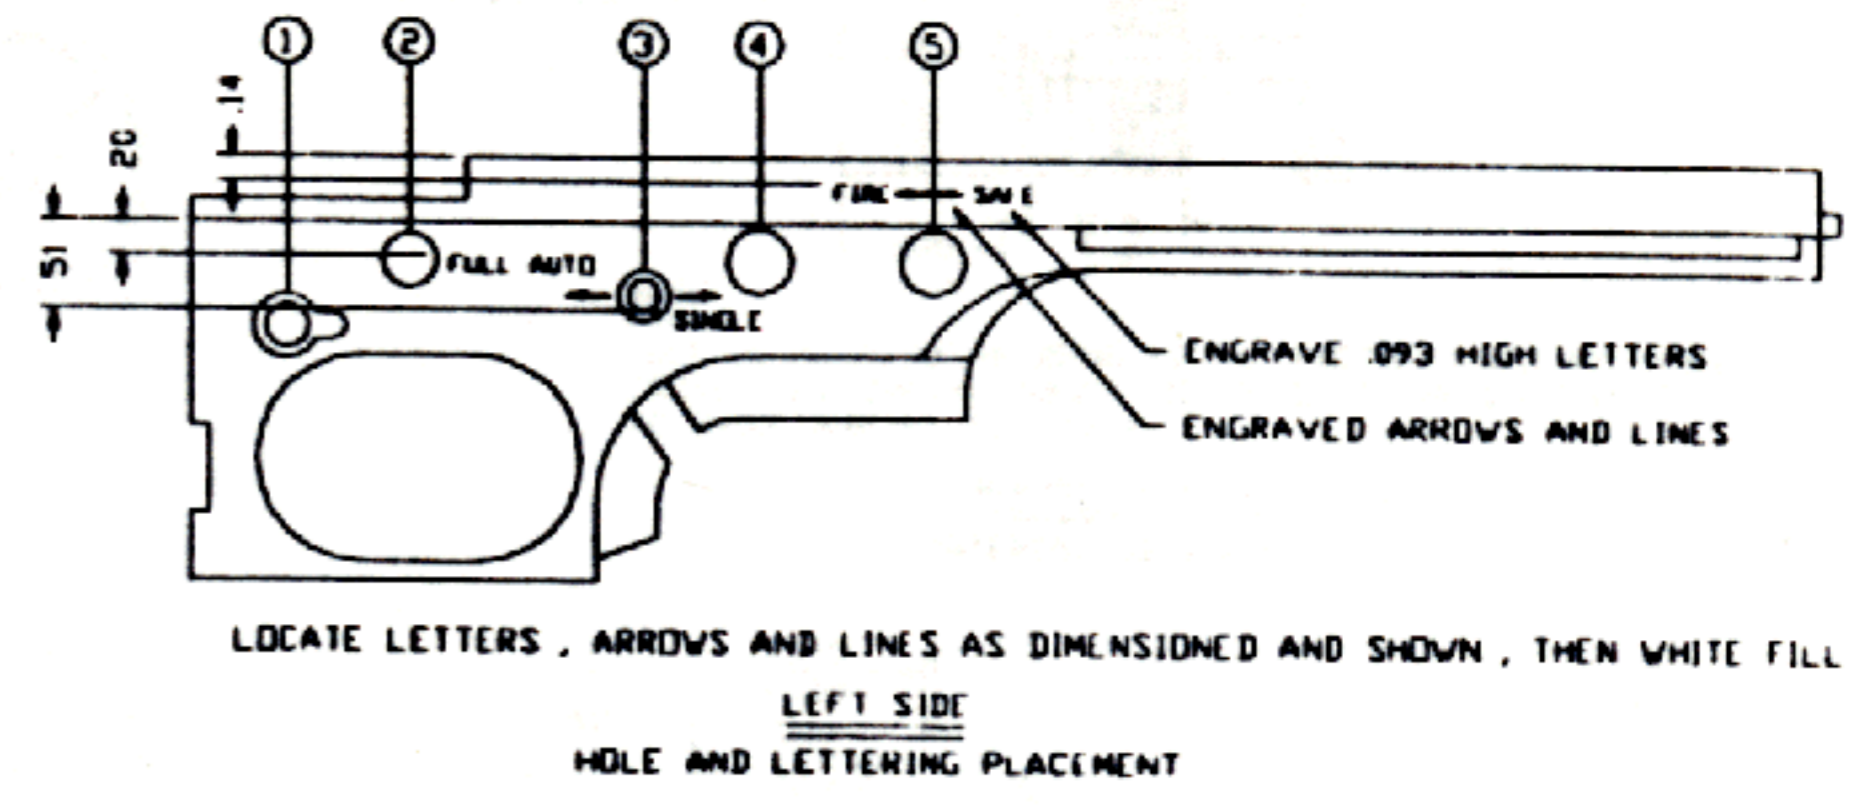 1 2 3 4 5
.14
20
51
FIRE SAFE
FULL AUTO
SINGLE
ENGRAVE .093 HIGH LETTERS
ENGRAVED ARROWS AND LINES
LOCATE LETTERS , ARROWS AND LINES AS DIMENSIONED AND SHOWN , THEN WHITE FILL
LEFT SIDE
HOLE AND LETTERING PLACEMENT